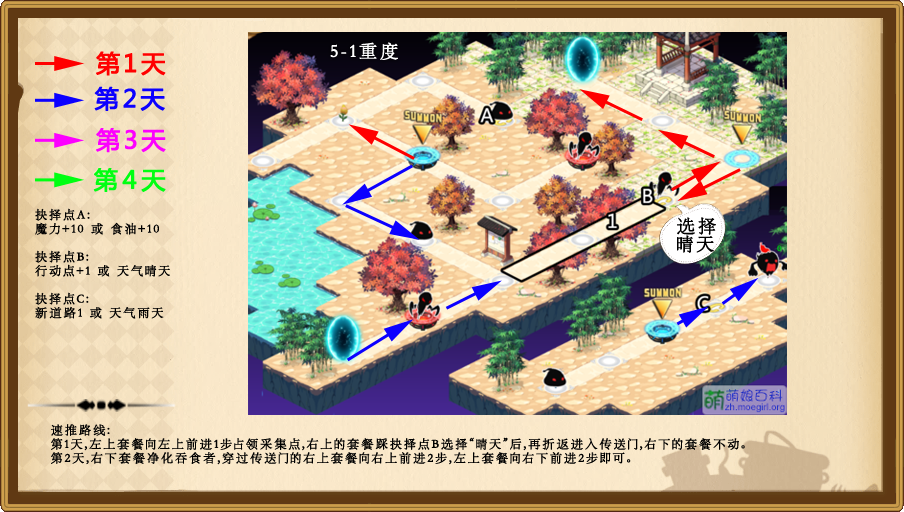 5-1重度
第1天
第2天
第3天
第4天
抉择点A:
魔力+10 或 食油+10
抉择点B:
行动点+1 或 天气晴天
抉择点C:
新道路1 或 天气雨天
SUMMON
A
SUMMON
B
1
选择
晴天
SUMMON
C
萌 萌娘百科
zh.moegirl.org
速推路线:
第1天,左上套餐向左上前进1步占领采集点,右上的套餐踩抉择点B选择“晴天”后,再折返进入传送门,右下的套餐不动。
第2天,右下套餐净化吞食者,穿过传送门的右上套餐向右上前进2步,左上套餐向右下前进2步即可。